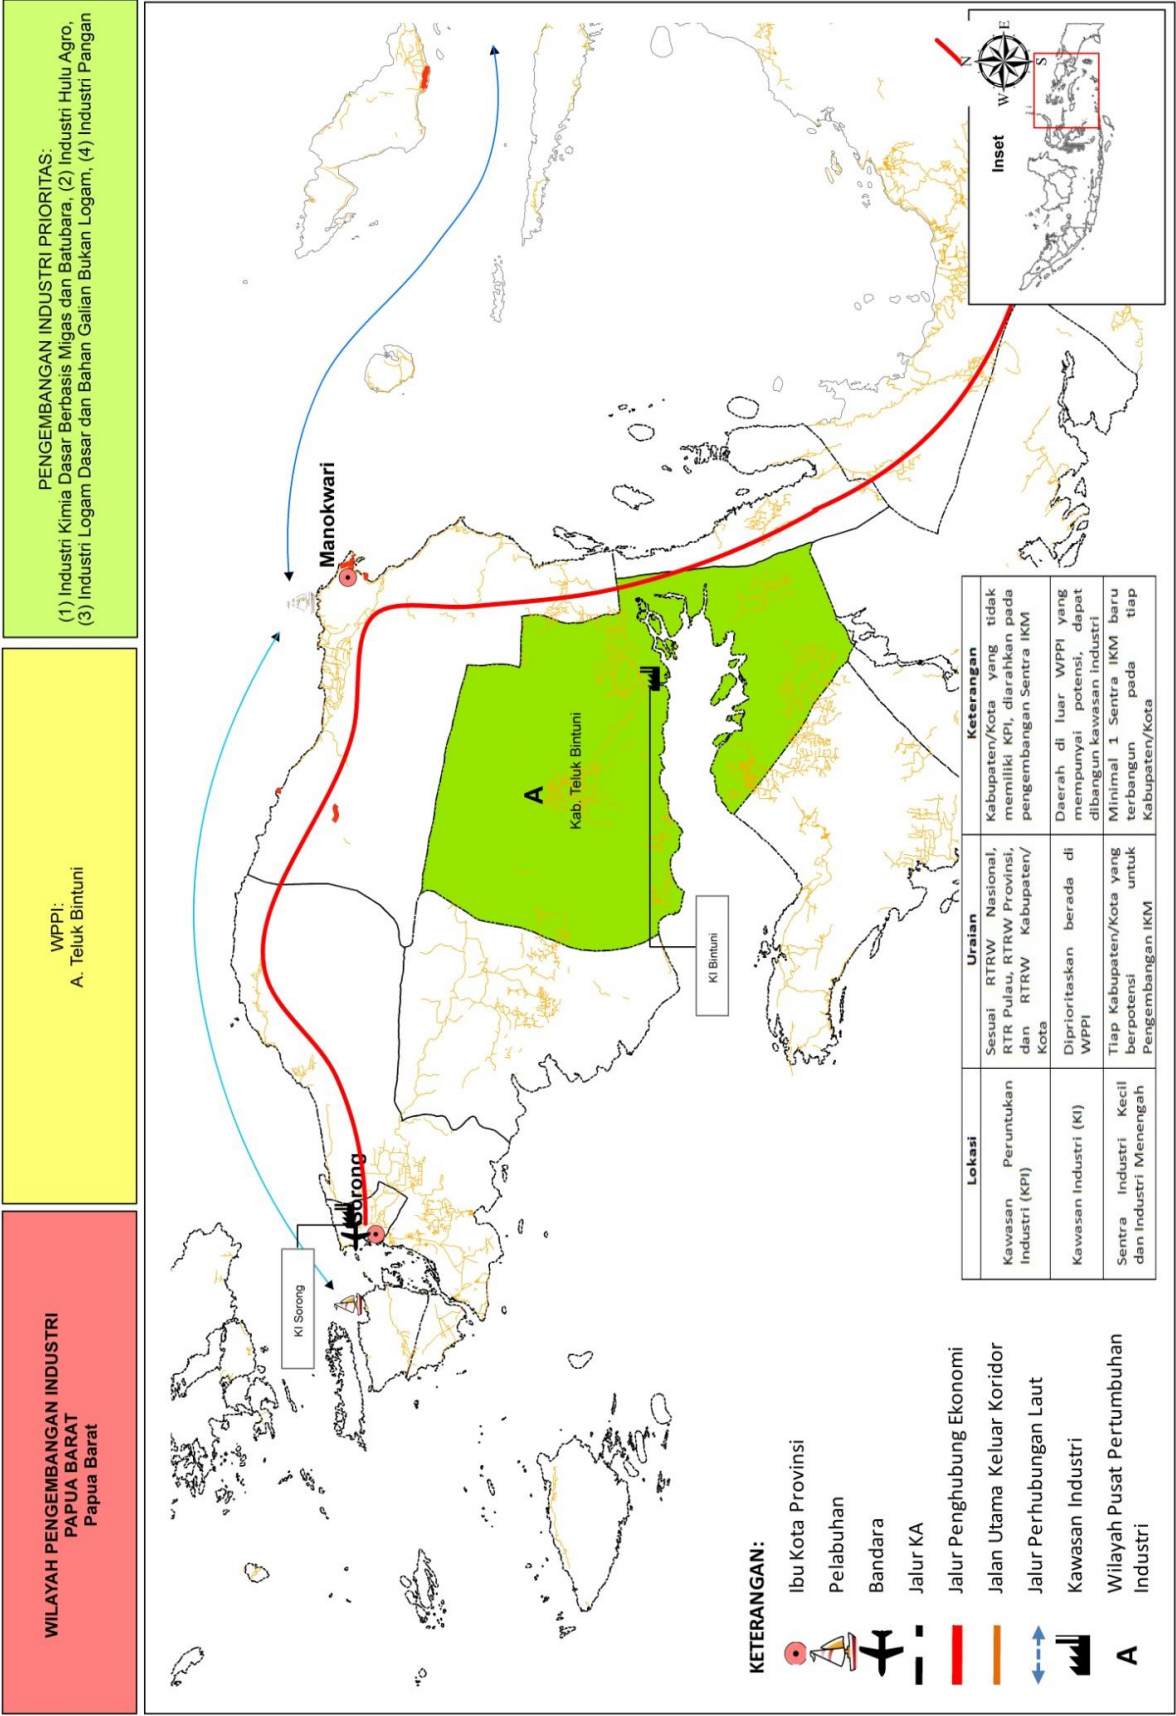 WILAYAH PENGEMBANGAN INDUSTRI
PAPUA BARAT
Papua Barat
WPPI:
A. Teluk Bintuni
PENGEMBANGAN INDUSTRI PRIORITAS:
(1) Industri Kimia Dasar Berbasis Migas dan Batubara, (2) Industri Hulu Agro,
(3) Industri Logam Dasar dan Bahan Galian Bukan Logam, (4) Industri Pangan
Manokwari
Sorong
KI Sorong
A
Kab. Teluk Bintuni
KI Bintuni
N
E
S
W
Inset
KETERANGAN:
Ibu Kota Provinsi
Pelabuhan
Bandara
Jalur KA
Jalur Penghubung Ekonomi
Jalan Utama Keluar Koridor
Jalur Perhubungan Laut
Kawasan Industri
A
Wilayah Pusat Pertumbuhan
Industri
Lokasi
Uraian
Keterangan
Kawasan Peruntukan
Industri (KPI)
Sesuai RTRW Nasional,
RTR Pulau, RTRW Provinsi,
dan RTRW Kabupaten/
Kota
Kabupaten/Kota yang tidak
memiliki KPI, diarahkan pada
pengembangan Sentra IKM
Kawasan Industri (KI)
Diprioritaskan berada di
WPPI
Daerah di luar WPPI yang
mempunyai potensi, dapat
dibangun kawasan industri
Sentra Industri Kecil
dan Industri Menengah
Tiap Kabupaten/Kota yang
berpotensi untuk
Pengembangan IKM
Minimal 1 Sentra IKM baru
terbangun pada tiap
Kabupaten/Kota